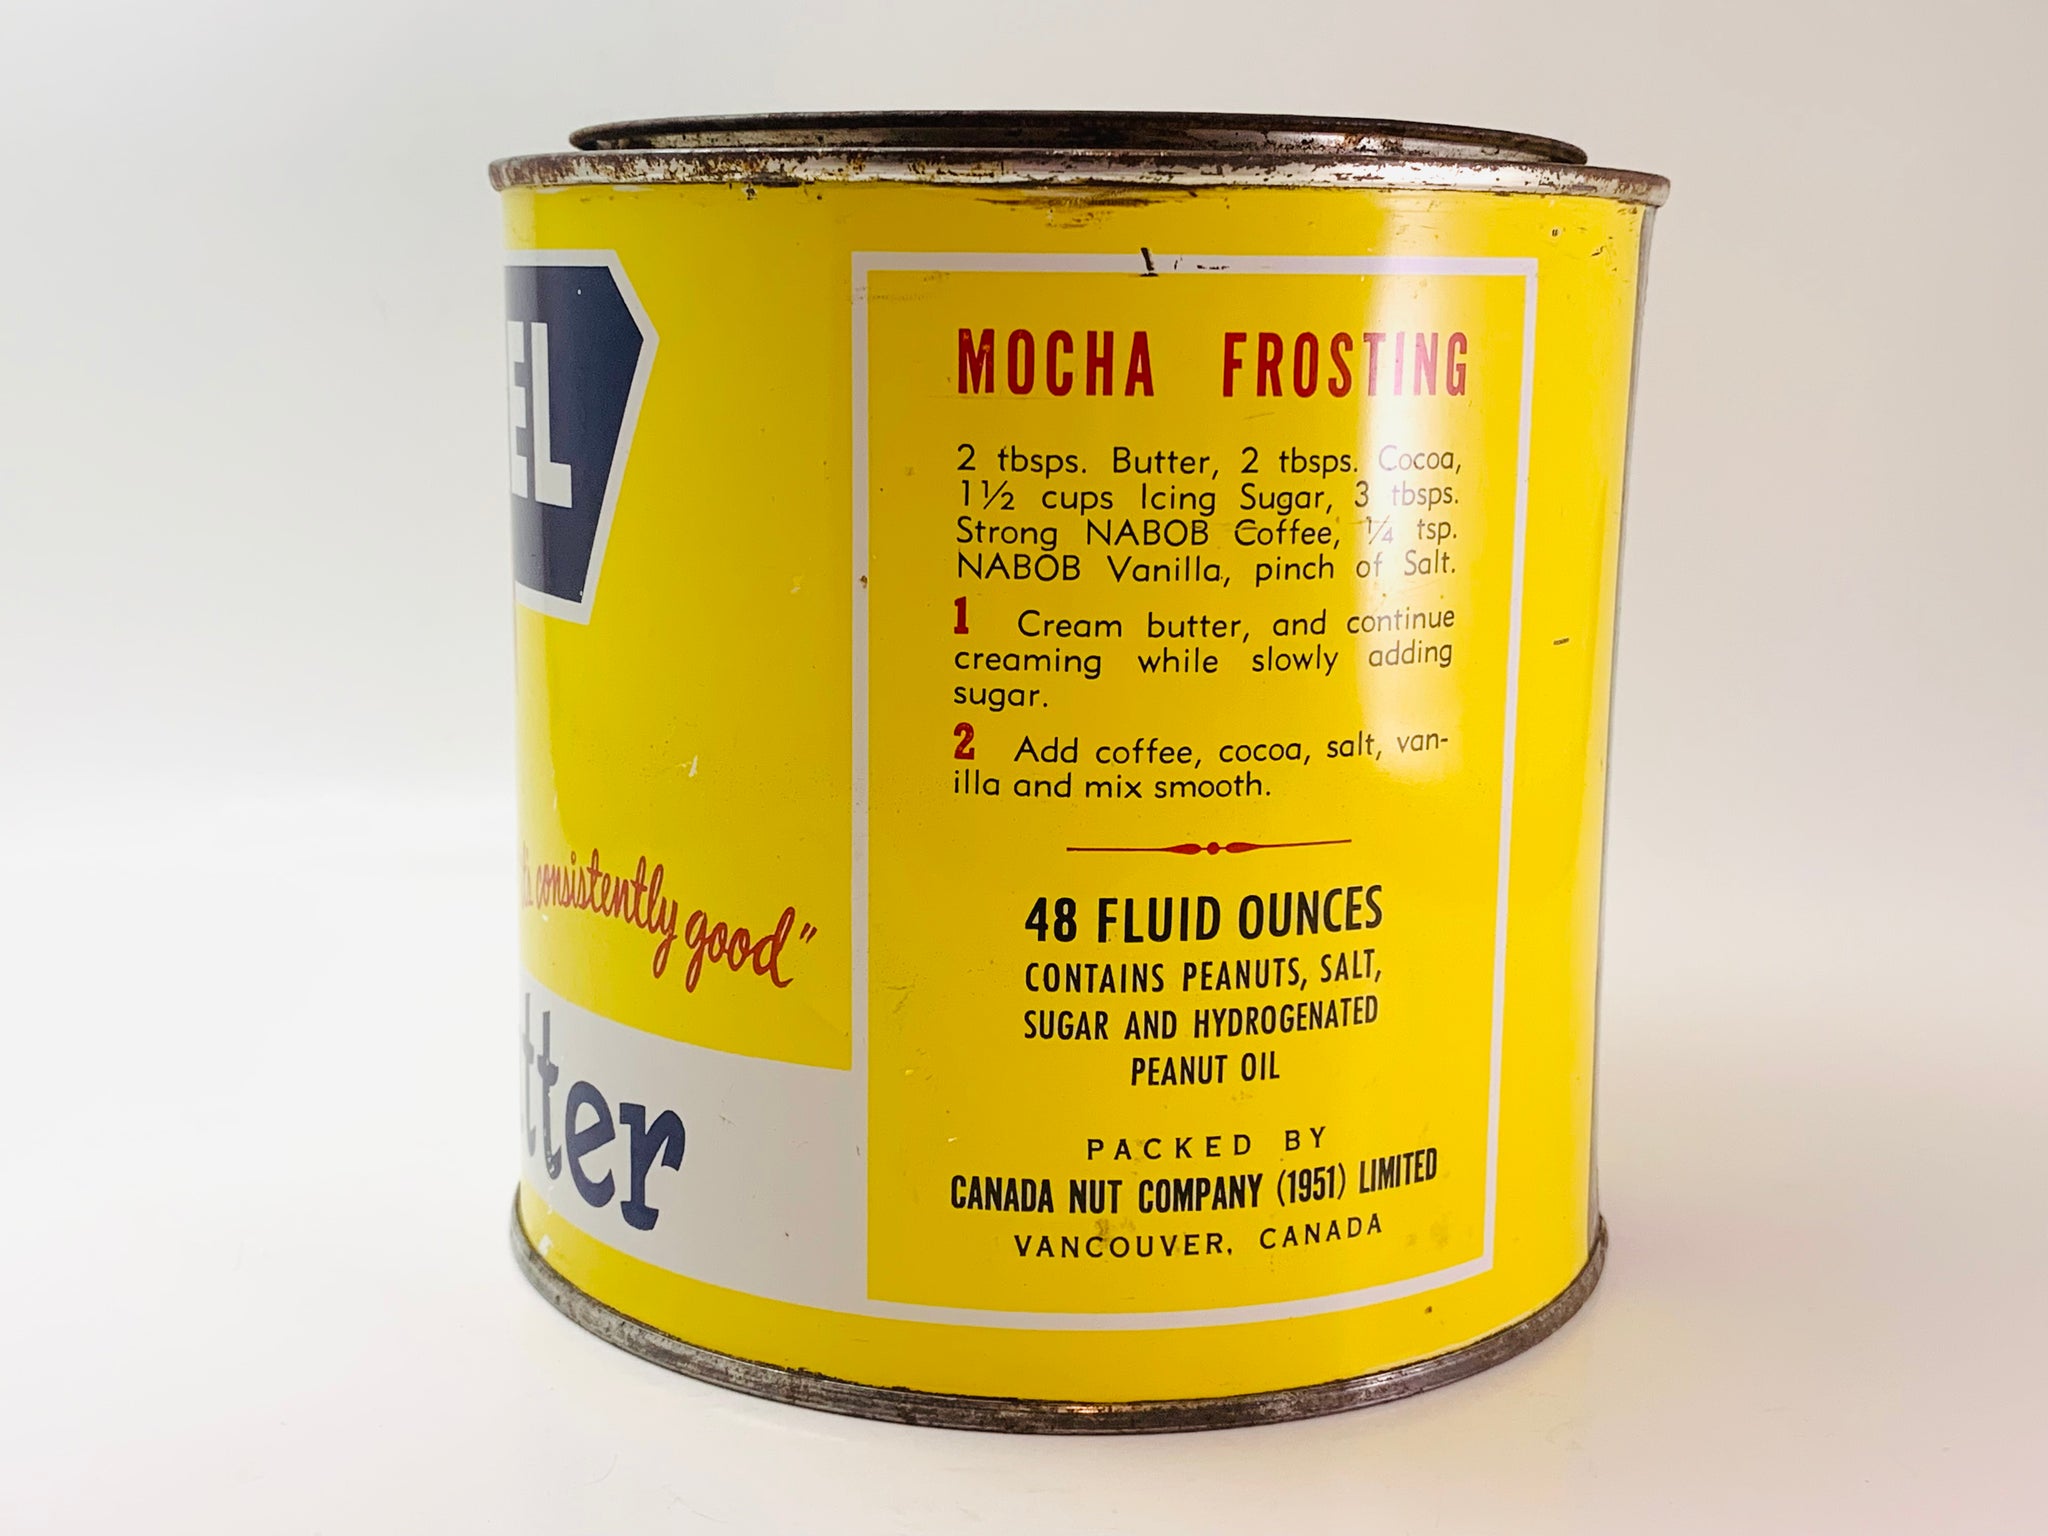 EL
consistently good"
tter
MOCHA FROSTING
2 tbsps. Butter, 2 tbsps. Cocoa,
1½ cups Icing Sugar, 3 tbsps.
Strong NABOB Coffee, ¼ tsp.
NABOB Vanilla, pinch of Salt.
1 Cream butter, and continue
creaming while slowly adding
sugar.
2 Add coffee, cocoa, salt, van-
illa and mix smooth.
48 FLUID OUNCES
CONTAINS PEANUTS, SALT,
SUGAR AND HYDROGENATED
PEANUT OIL
PACKED BY
CANADA NUT COMPANY (1951) LIMITED
VANCOUVER, CANADA